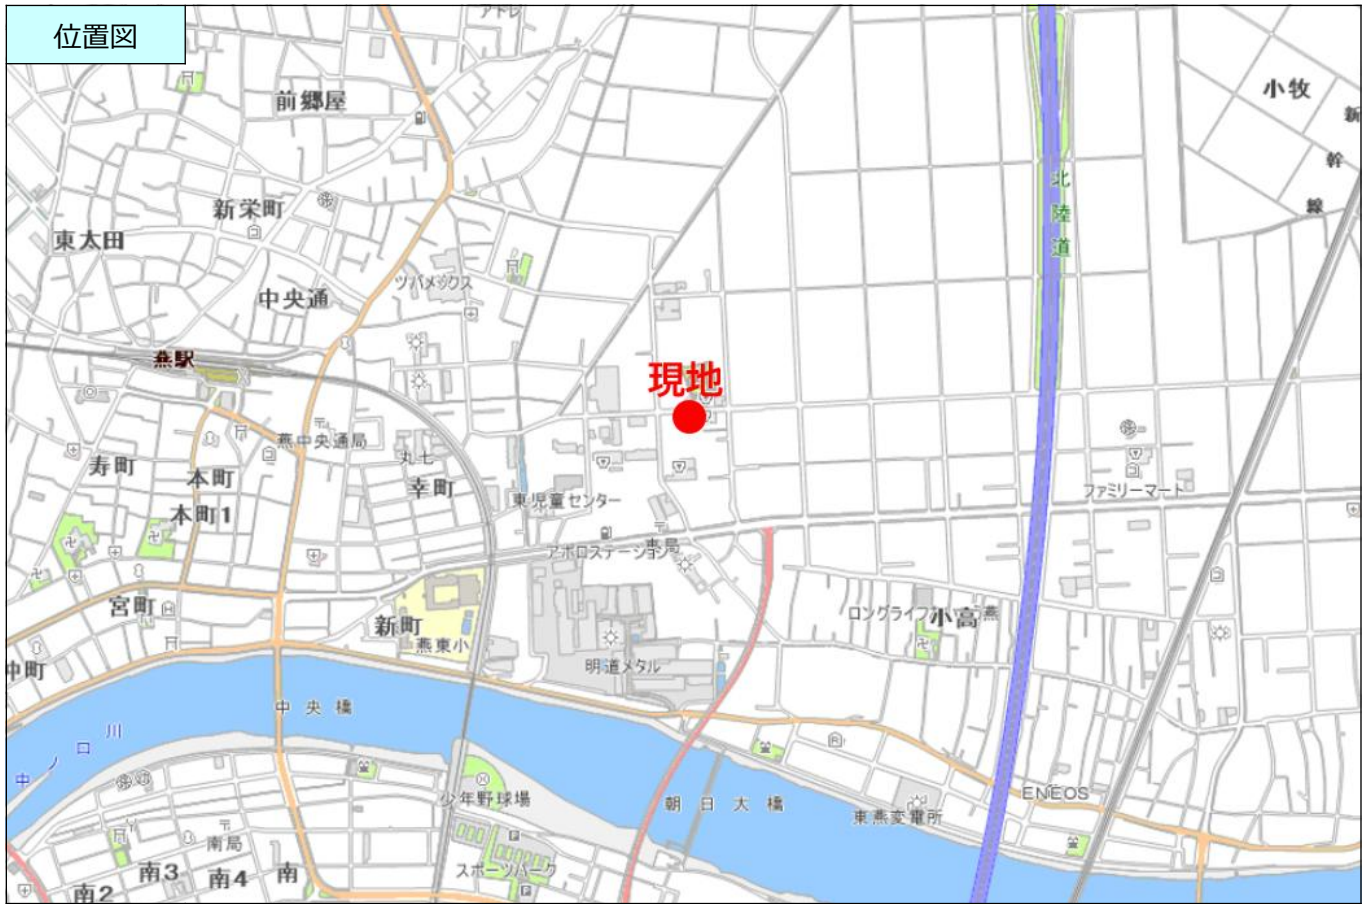 位置図
アドレ
前郷屋
小牧
新幹線
北陸道
新栄町
東太田
ツバメックス
中央通
燕駅
現地
燕中央通局
丸七
寿町
本町
幸町
東児童センター
ファミリーマート
本町1
アポロステーション
東局
宮町
新町
ロングライフ
小高
燕
燕東小
明道メタル
仲町
中央橋
中ノ口川
少年野球場
朝日大橋
ENEOS
東燕変電所
南局
南3
南4
南
南2
スポーツパーク